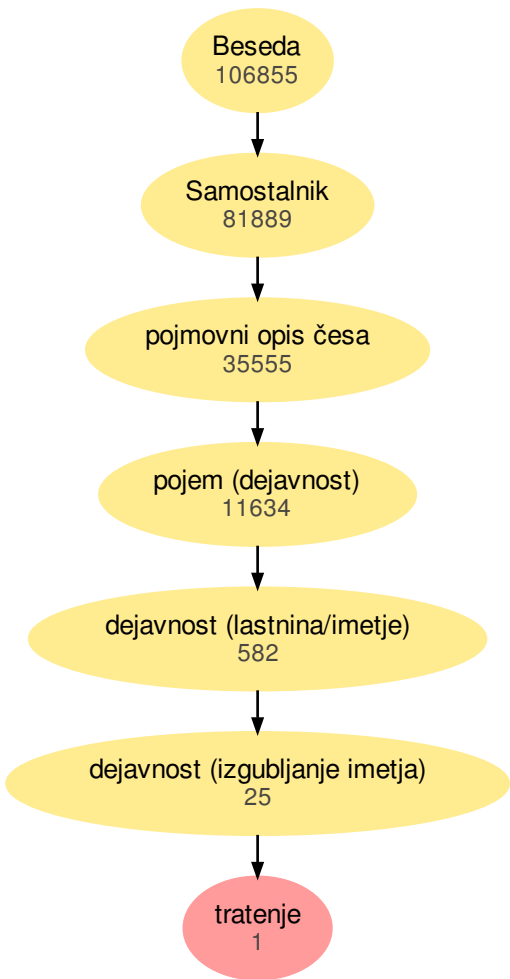 Beseda
106855
Samostalnik
81889
pojmovni opis česa
35555
pojem (dejavnost)
11634
dejavnost (lastnina/imetje)
582
dejavnost (izgubljanje imetja)
25
tratenje
1